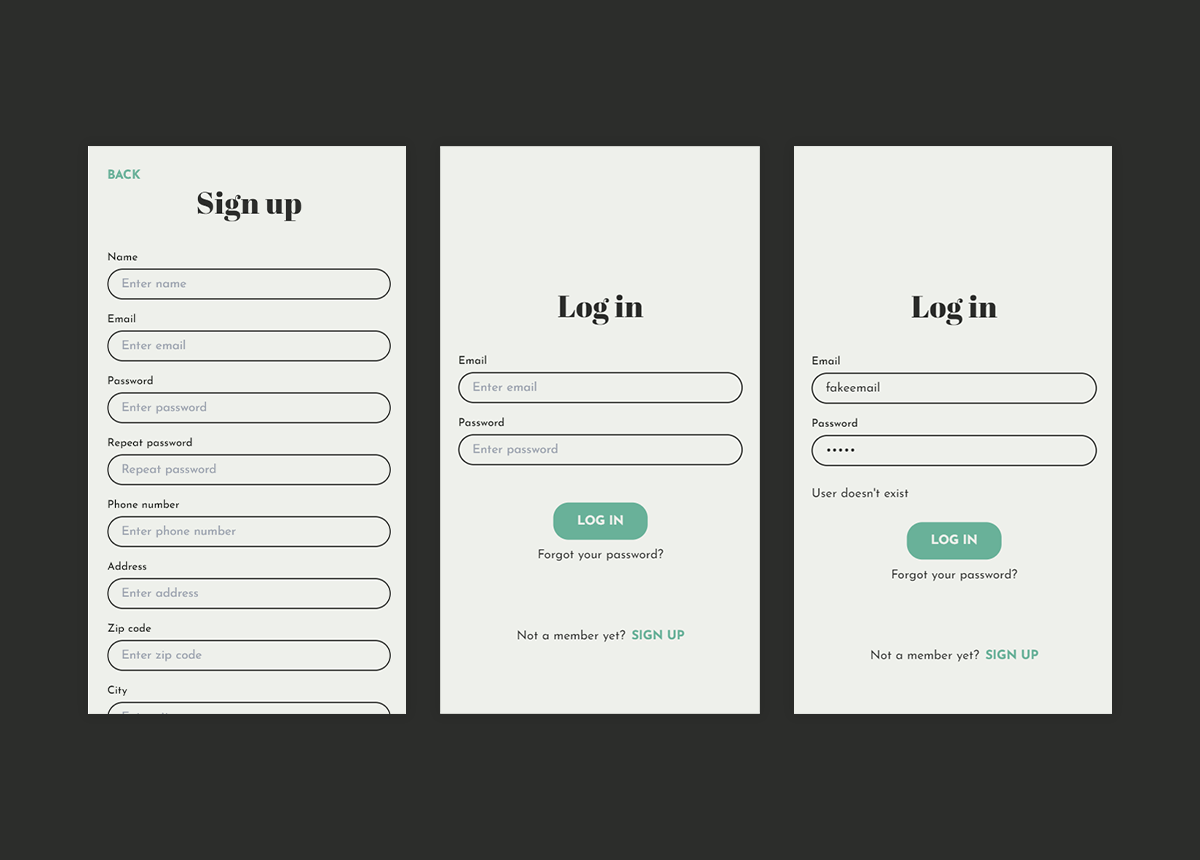 BACK
Sign up
Name
Enter name
Email
Enter email
Password
Enter password
Repeat password
Repeat password
Phone number
Enter phone number
Address
Enter address
Zip code
Enter zip code
City
Log in
Email
Enter email
Password
Enter password
LOG IN
Forgot your password?
Not a member yet? SIGN UP
Log in
Email
fakeemail
Password
•••••
User doesn't exist
LOG IN
Forgot your password?
Not a member yet? SIGN UP